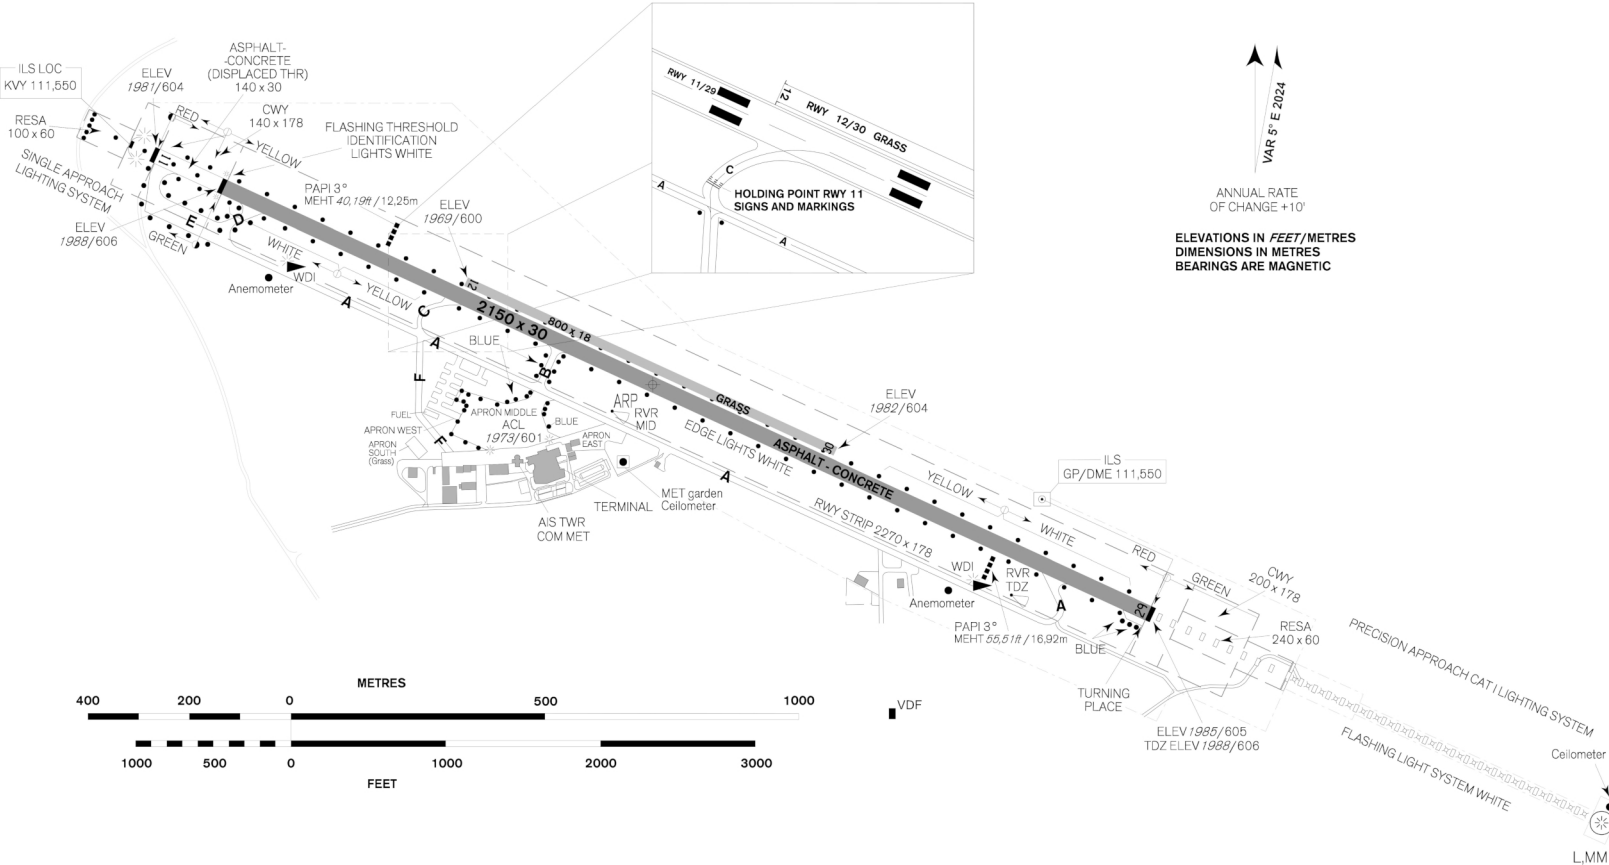 ILS LOC
KVY 111,550
RESA
100 x 60
SINGLE APPROACH
LIGHTING SYSTEM
ELEV
1981/604
ASPHALT-
-CONCRETE
(DISPLACED THR)
140 x 30
CWY
140 x 178
RED
YELLOW
FLASHING THRESHOLD
IDENTIFICATION
LIGHTS WHITE
PAPI 3°
MEHT 40,19ft / 12,25m
ELEV
1969/600
ELEV
1988/606
E
D
GREEN
WHITE
WDI
Anemometer
YELLOW
A
C
A
12
2150 x 30
800 x 18
BLUE
B
F
FUEL
APRON WEST
APRON
SOUTH
(Grass)
F
APRON MIDDLE
ACL
1973/601
BLUE
APRON
EAST
ARP
RVR
MID
GRASS
EDGE LIGHTS WHITE
ASPHALT - CONCRETE
30
ELEV
1982/604
A
MET garden
Ceilometer
TERMINAL
AIS TWR
COM MET
RWY STRIP 2270 x 178
YELLOW
WHITE
ILS
GP/DME 111,550
RED
GREEN
CWY
200 x 178
RESA
240 x 60
WDI
RVR
TDZ
Anemometer
PAPI 3°
MEHT 55,51ft / 16,92m
A
29
BLUE
TURNING
PLACE
ELEV 1985/605
TDZ ELEV 1988/606
PRECISION APPROACH CAT I LIGHTING SYSTEM
FLASHING LIGHT SYSTEM WHITE
Ceilometer
L,MM
RWY 11/29
12
RWY 12/30 GRASS
C
A
HOLDING POINT RWY 11
SIGNS AND MARKINGS
A
VAR 5° E 2024
ANNUAL RATE
OF CHANGE +10'
ELEVATIONS IN FEET/METRES
DIMENSIONS IN METRES
BEARINGS ARE MAGNETIC
METRES
400 200 0 500 1000
1000 500 0 1000 2000 3000
FEET
VDF